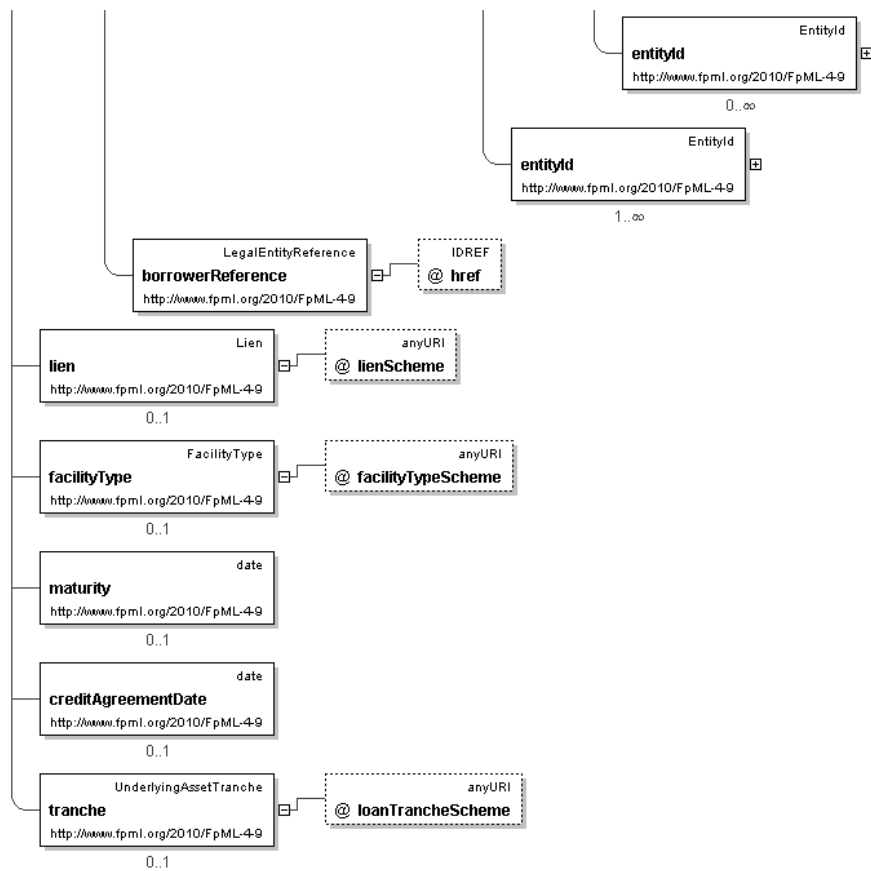 EntityId
entityId
http://www.fpml.org/2010/FpML-4-9
0..∞
EntityId
entityId
http://www.fpml.org/2010/FpML-4-9
1..∞
LegalEntityReference
borrowerReference
http://www.fpml.org/2010/FpML-4-9
IDREF
@ href
Lien
lien
http://www.fpml.org/2010/FpML-4-9
0..1
anyURI
@ lienScheme
FacilityType
facilityType
http://www.fpml.org/2010/FpML-4-9
0..1
anyURI
@ facilityTypeScheme
date
maturity
http://www.fpml.org/2010/FpML-4-9
0..1
date
creditAgreementDate
http://www.fpml.org/2010/FpML-4-9
0..1
UnderlyingAssetTranche
tranche
http://www.fpml.org/2010/FpML-4-9
0..1
anyURI
@ loanTrancheScheme